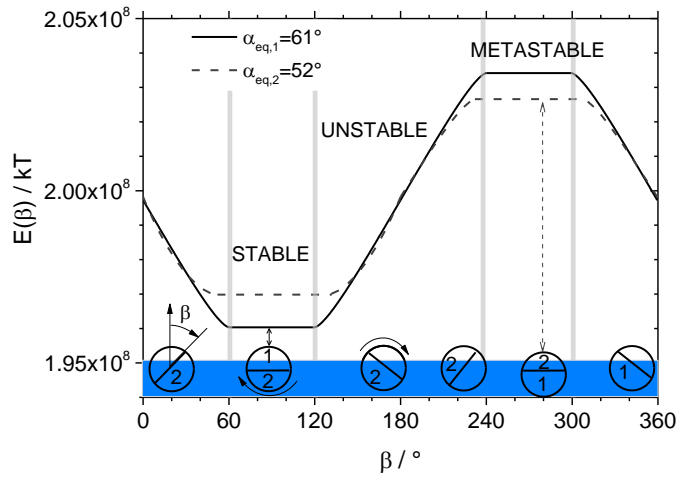 2.05x10⁸
α_eq,1=61°
α_eq,2=52°
METASTABLE
UNSTABLE
2.00x10⁸
E(β) / kT
STABLE
β
1.95x10⁸
2
1
2
2
2
2
1
1
0 60 120 180 240 300 360
β / °